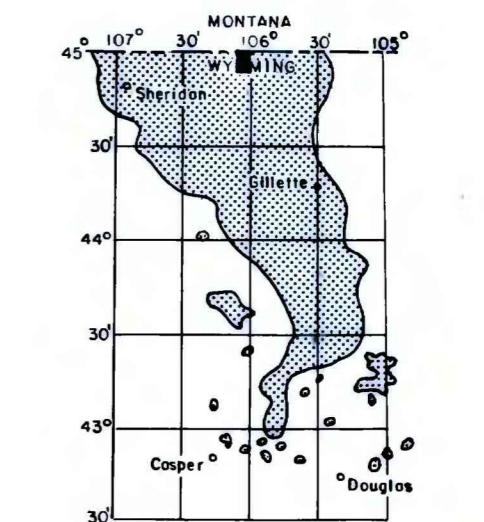 MONTANA
45° 107° 30' 106° 30' 105°
WYOMING
Sheridan
30'
Gillette
44°
30'
43°
Casper
Douglas
30'